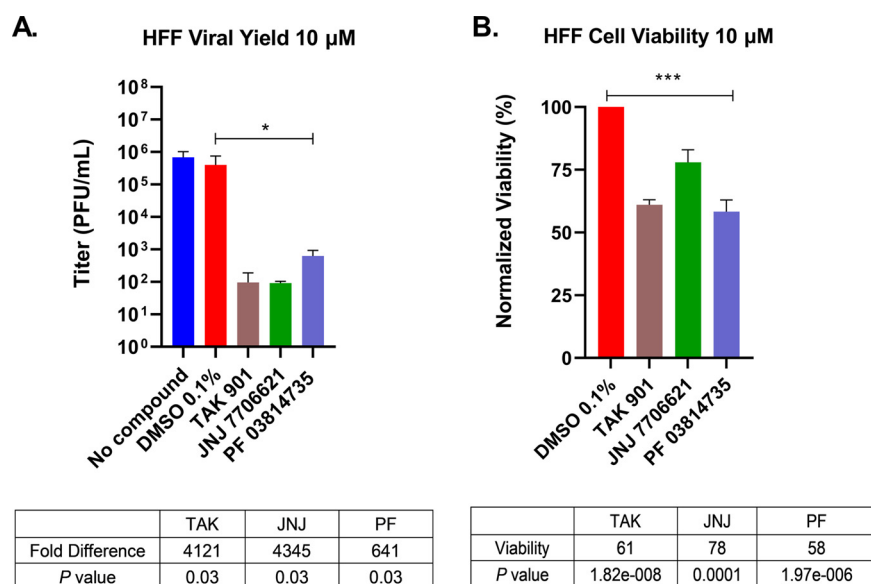 A.
HFF Viral Yield 10 µM
Titer (PFU/mL)
10⁸
10⁷
10⁶
10⁵
10⁴
10³
10²
10¹
10⁰
*
No compound
DMSO 0.1%
TAK 901
JNJ 7706621
PF 03814735
TAK JNJ PF
Fold Difference 4121 4345 641
P value 0.03 0.03 0.03
B.
HFF Cell Viability 10 µM
Normalized Viability (%)
100
75
50
25
0
***
DMSO 0.1%
TAK 901
JNJ 7706621
PF 03814735
TAK JNJ PF
Viability 61 78 58
P value 1.82e-008 0.0001 1.97e-006